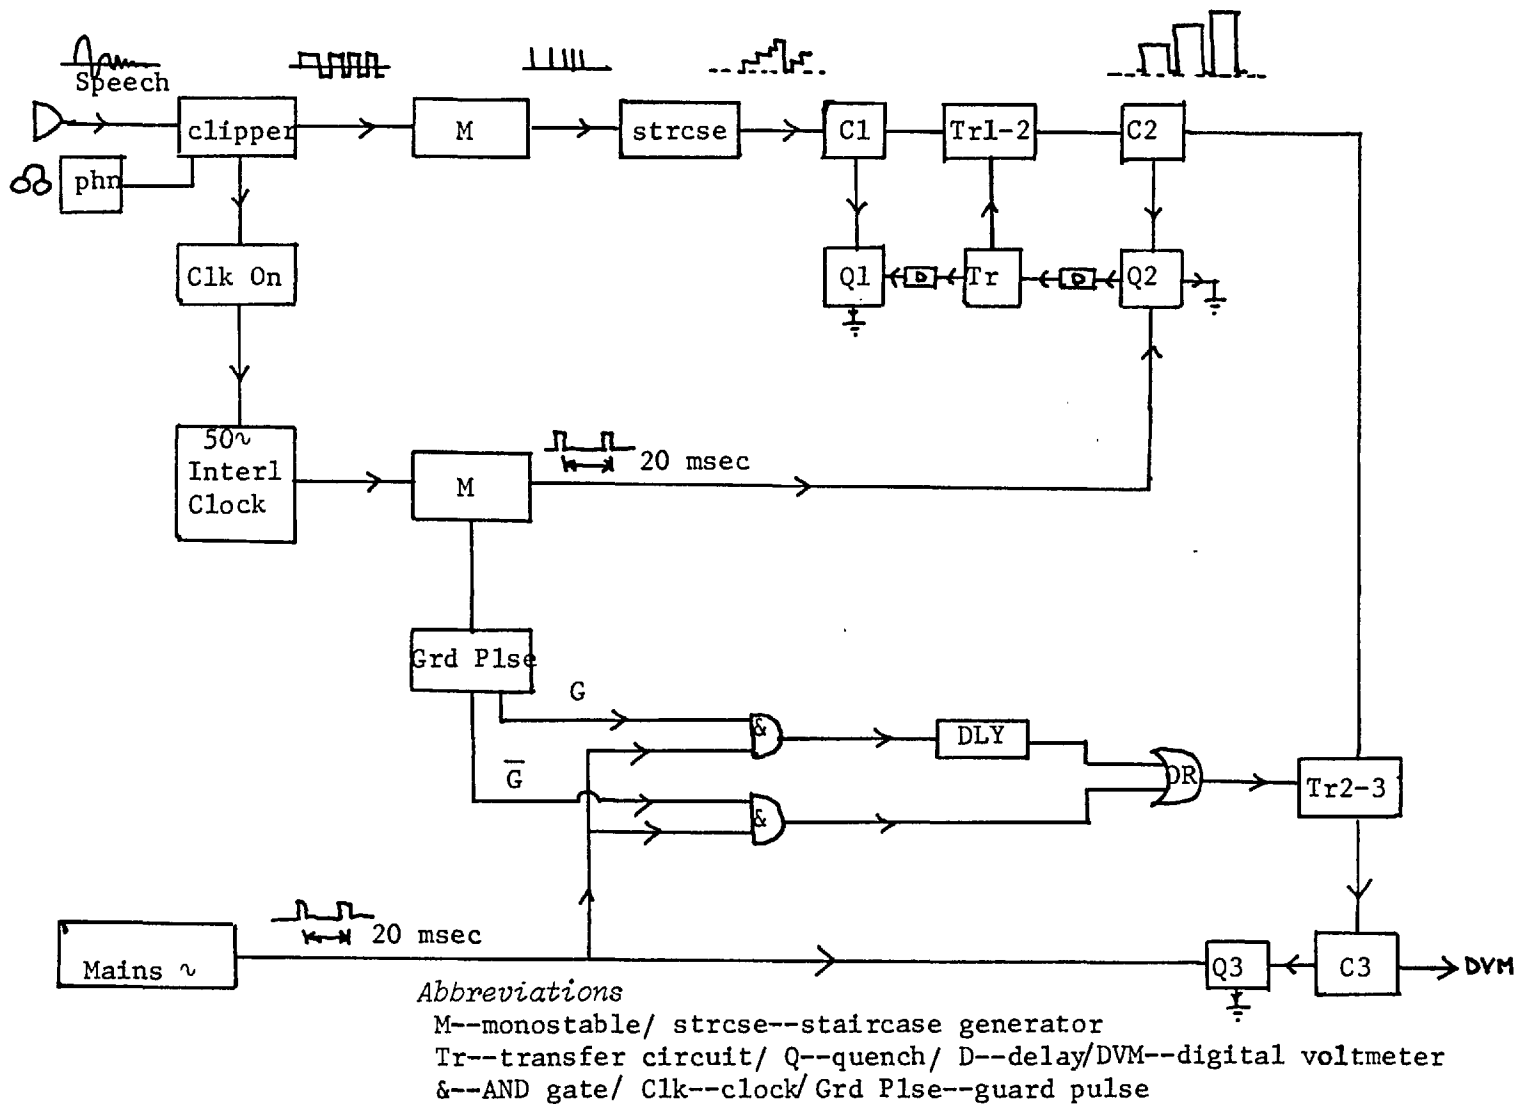 Speech
clipper
M
strcse
C1
Tr1-2
C2
phn
Clk On
Q1
D
Tr
D
Q2
50~
Interl
Clock
M
20 msec
Grd Plse
G
&
DLY
G̅
&
OR
Tr2-3
Mains ~
20 msec
Q3
C3
DVM
Abbreviations
M--monostable/ strcse--staircase generator
Tr--transfer circuit/ Q--quench/ D--delay/DVM--digital voltmeter
&--AND gate/ Clk--clock/ Grd Plse--guard pulse